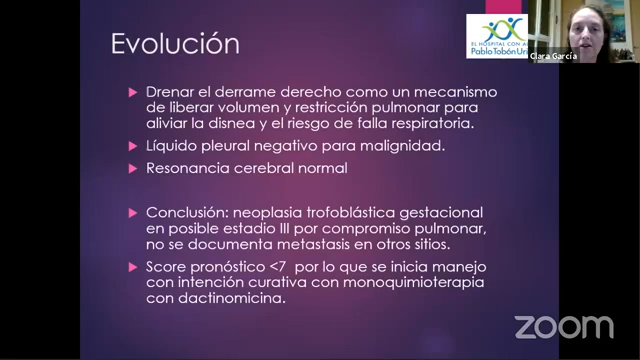 Evolución
EL HOSPITAL CON
Pablo Tobón Uri
Clara García
Drenar el derrame derecho como un mecanismo
de liberar volumen y restricción pulmonar para
aliviar la disnea y el riesgo de falla respiratoria.
Líquido pleural negativo para malignidad.
Resonancia cerebral normal
Conclusión: neoplasia trofoblástica gestacional
en posible estadio III por compromiso pulmonar,
no se documenta metastasis en otros sitios.
Score pronóstico <7 por lo que se inicia manejo
con intención curativa con monoquimioterapia
con dactinomicina.
zoom